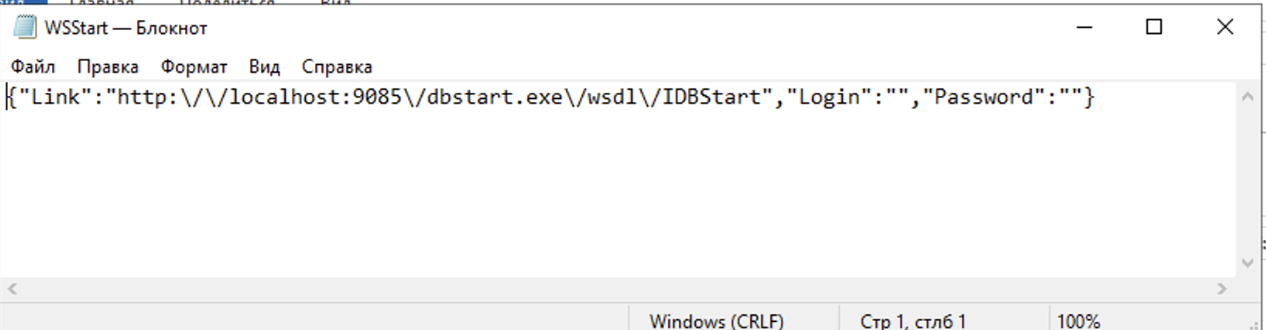 WSStart — Блокнот
Файл Правка Формат Вид Справка
{"Link":"http:\/\/localhost:9085\/dbstart.exe\/wsdl\/IDBStart","Login":"","Password":""}
Windows (CRLF) Стр 1, стлб 1 100%